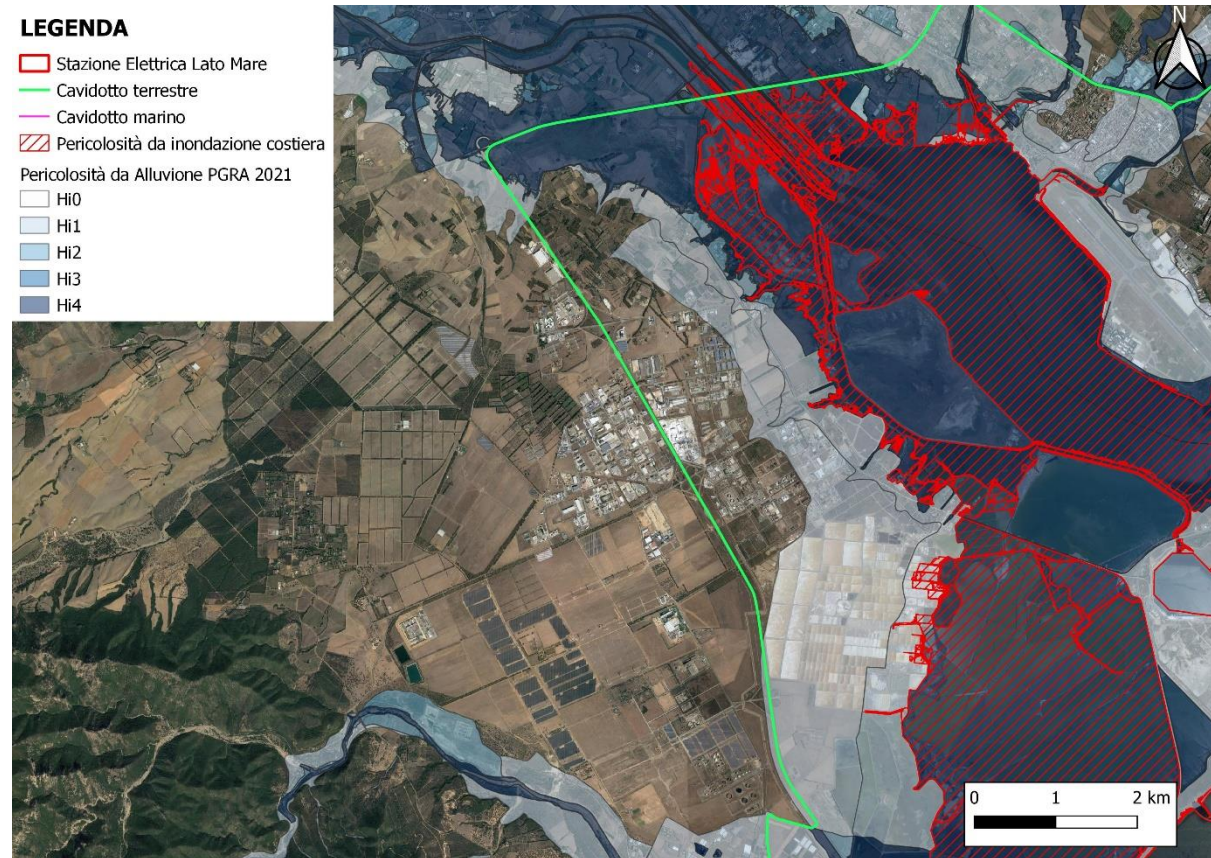 LEGENDA
Stazione Elettrica Lato Mare
Cavidotto terrestre
Cavidotto marino
Pericolosità da inondazione costiera
Pericolosità da Alluvione PGRA 2021
Hi0
Hi1
Hi2
Hi3
Hi4
N
0 1 2 km